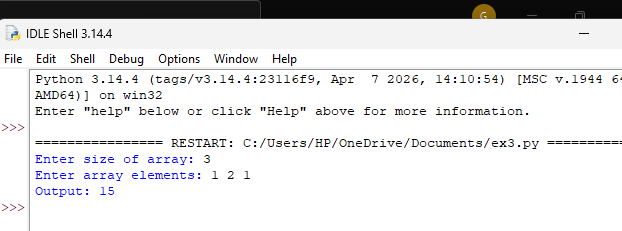 G
IDLE Shell 3.14.4
File Edit Shell Debug Options Window Help
Python 3.14.4 (tags/v3.14.4:23116f9, Apr  7 2026, 14:10:54) [MSC v.1944 6
AMD64)] on win32
Enter "help" below or click "Help" above for more information.
>>>
================ RESTART: C:/Users/HP/OneDrive/Documents/ex3.py ==========
Enter size of array: 3
Enter array elements: 1 2 1
Output: 15
>>>